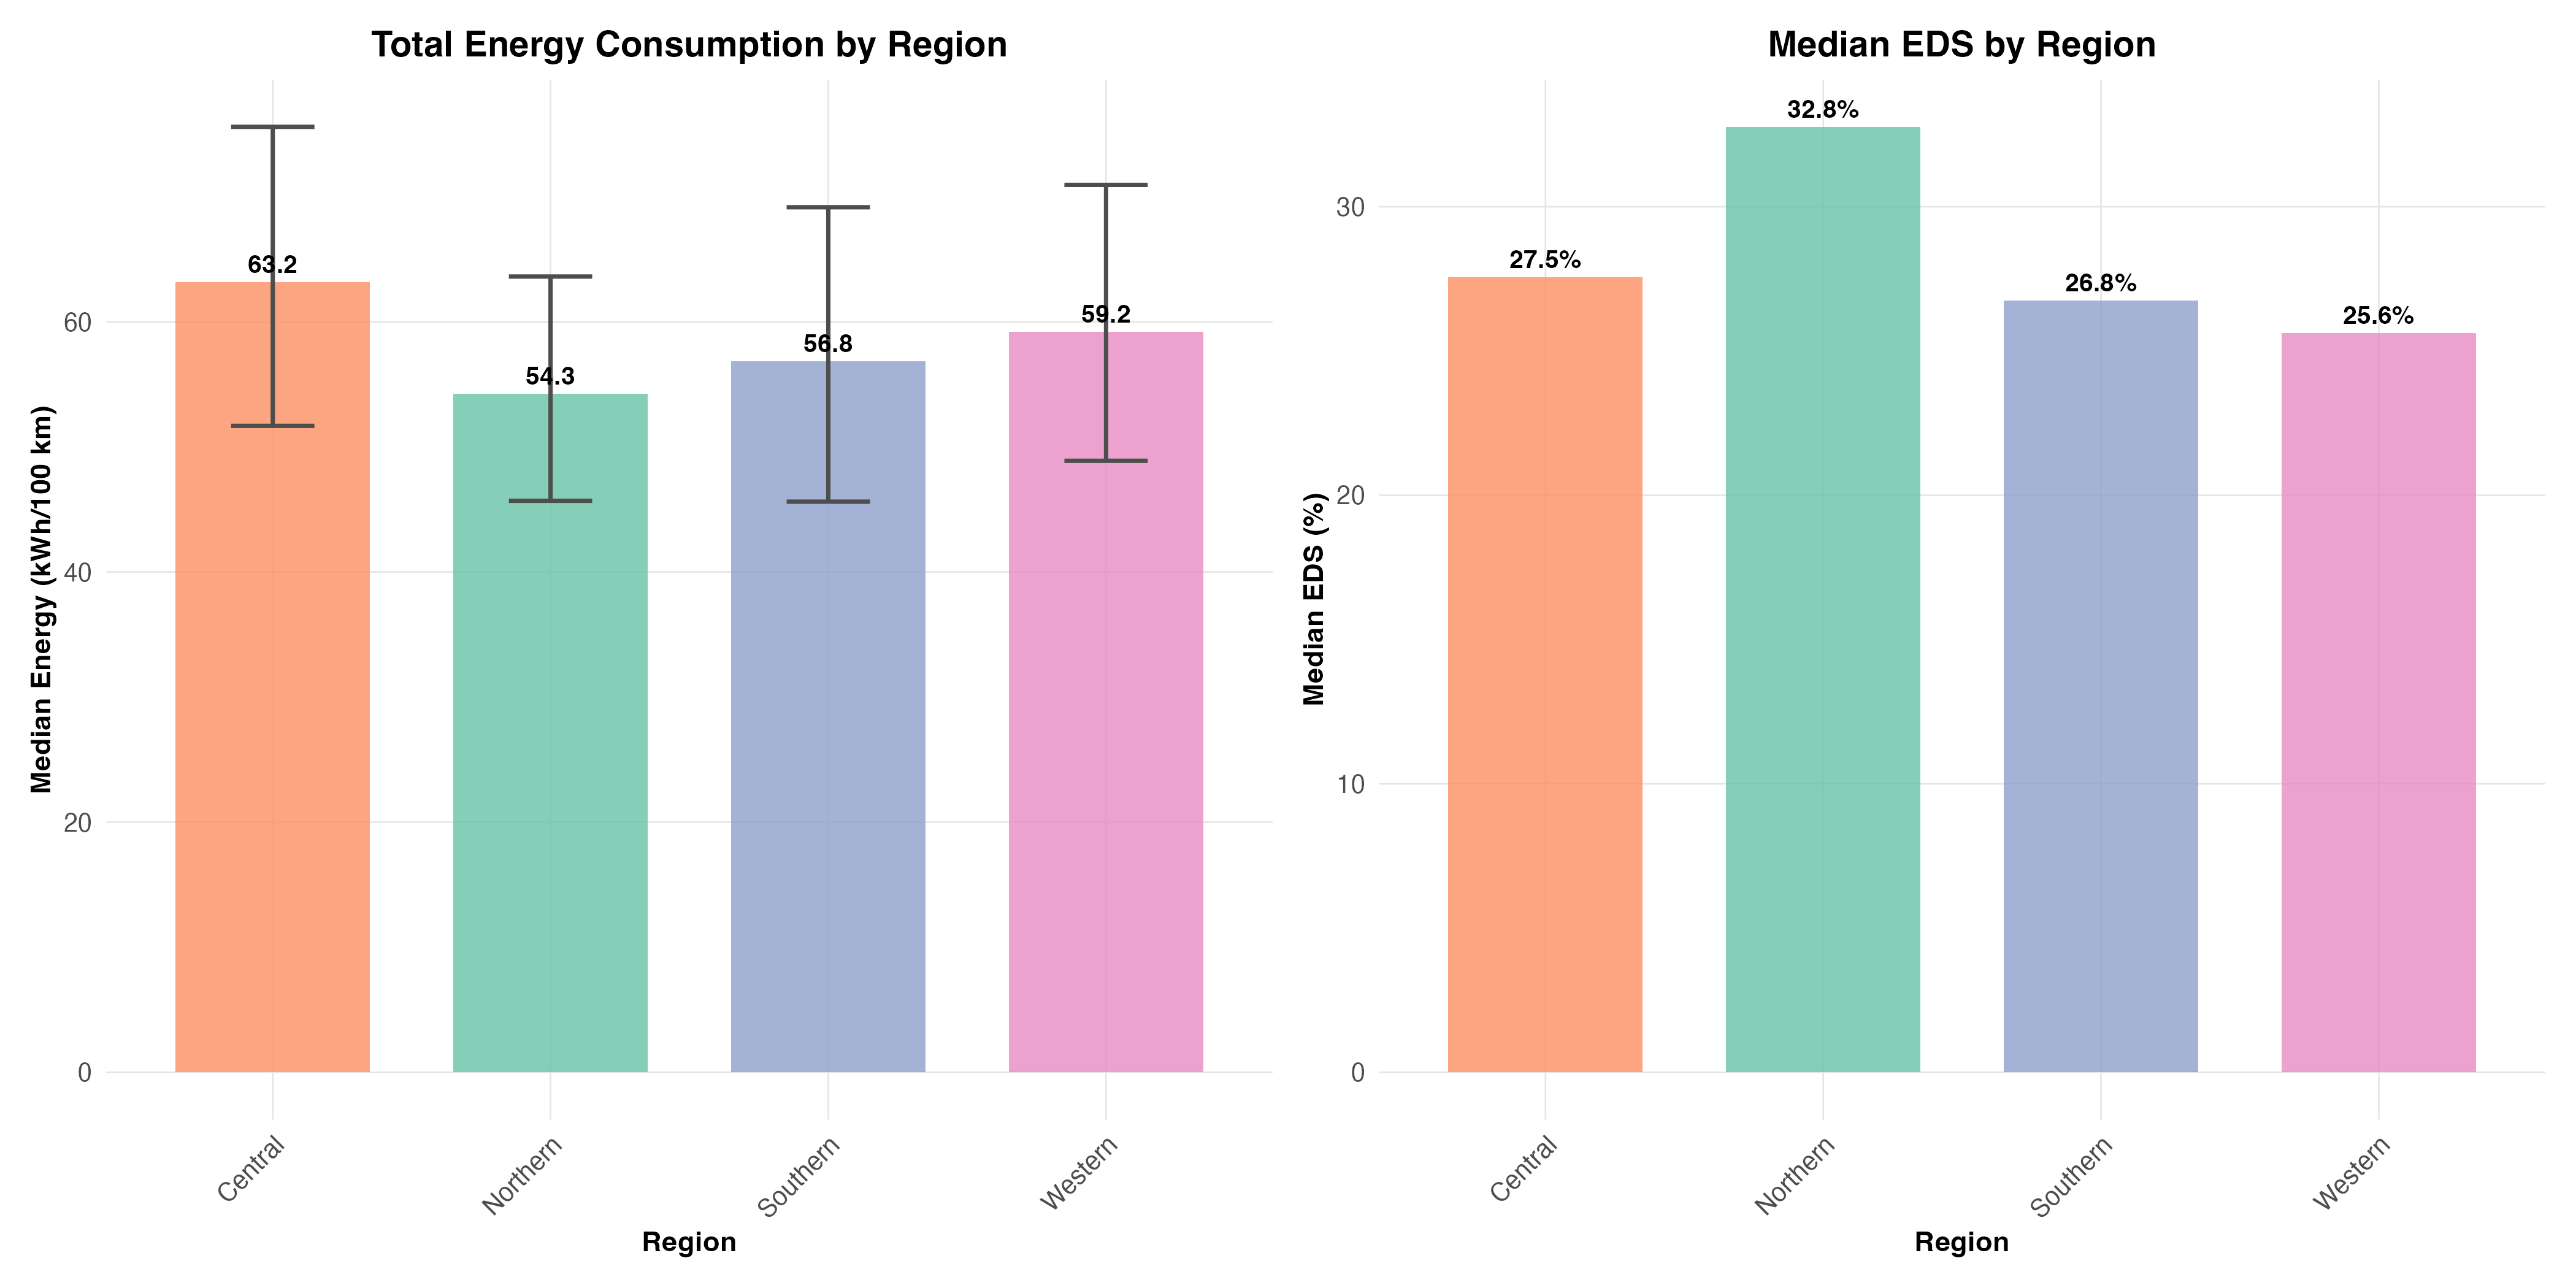 Total Energy Consumption by Region
Median Energy (kWh/100 km)
60
40
20
0
63.2
54.3
56.8
59.2
Central
Northern
Southern
Western
Region
Median EDS by Region
Median EDS (%)
30
20
10
0
27.5%
32.8%
26.8%
25.6%
Central
Northern
Southern
Western
Region